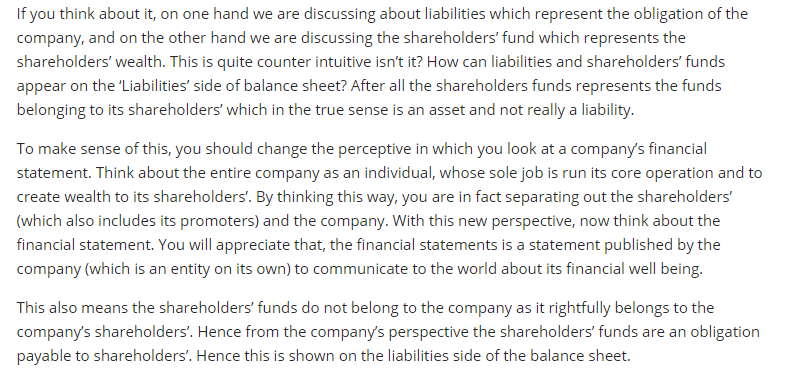 If you think about it, on one hand we are discussing about liabilities which represent the obligation of the
company, and on the other hand we are discussing the shareholders’ fund which represents the
shareholders’ wealth. This is quite counter intuitive isn’t it? How can liabilities and shareholders’ funds
appear on the ‘Liabilities’ side of balance sheet? After all the shareholders funds represents the funds
belonging to its shareholders’ which in the true sense is an asset and not really a liability.
To make sense of this, you should change the perceptive in which you look at a company’s financial
statement. Think about the entire company as an individual, whose sole job is run its core operation and to
create wealth to its shareholders’. By thinking this way, you are in fact separating out the shareholders’
(which also includes its promoters) and the company. With this new perspective, now think about the
financial statement. You will appreciate that, the financial statements is a statement published by the
company (which is an entity on its own) to communicate to the world about its financial well being.
This also means the shareholders’ funds do not belong to the company as it rightfully belongs to the
company’s shareholders’. Hence from the company’s perspective the shareholders’ funds are an obligation
payable to shareholders’. Hence this is shown on the liabilities side of the balance sheet.